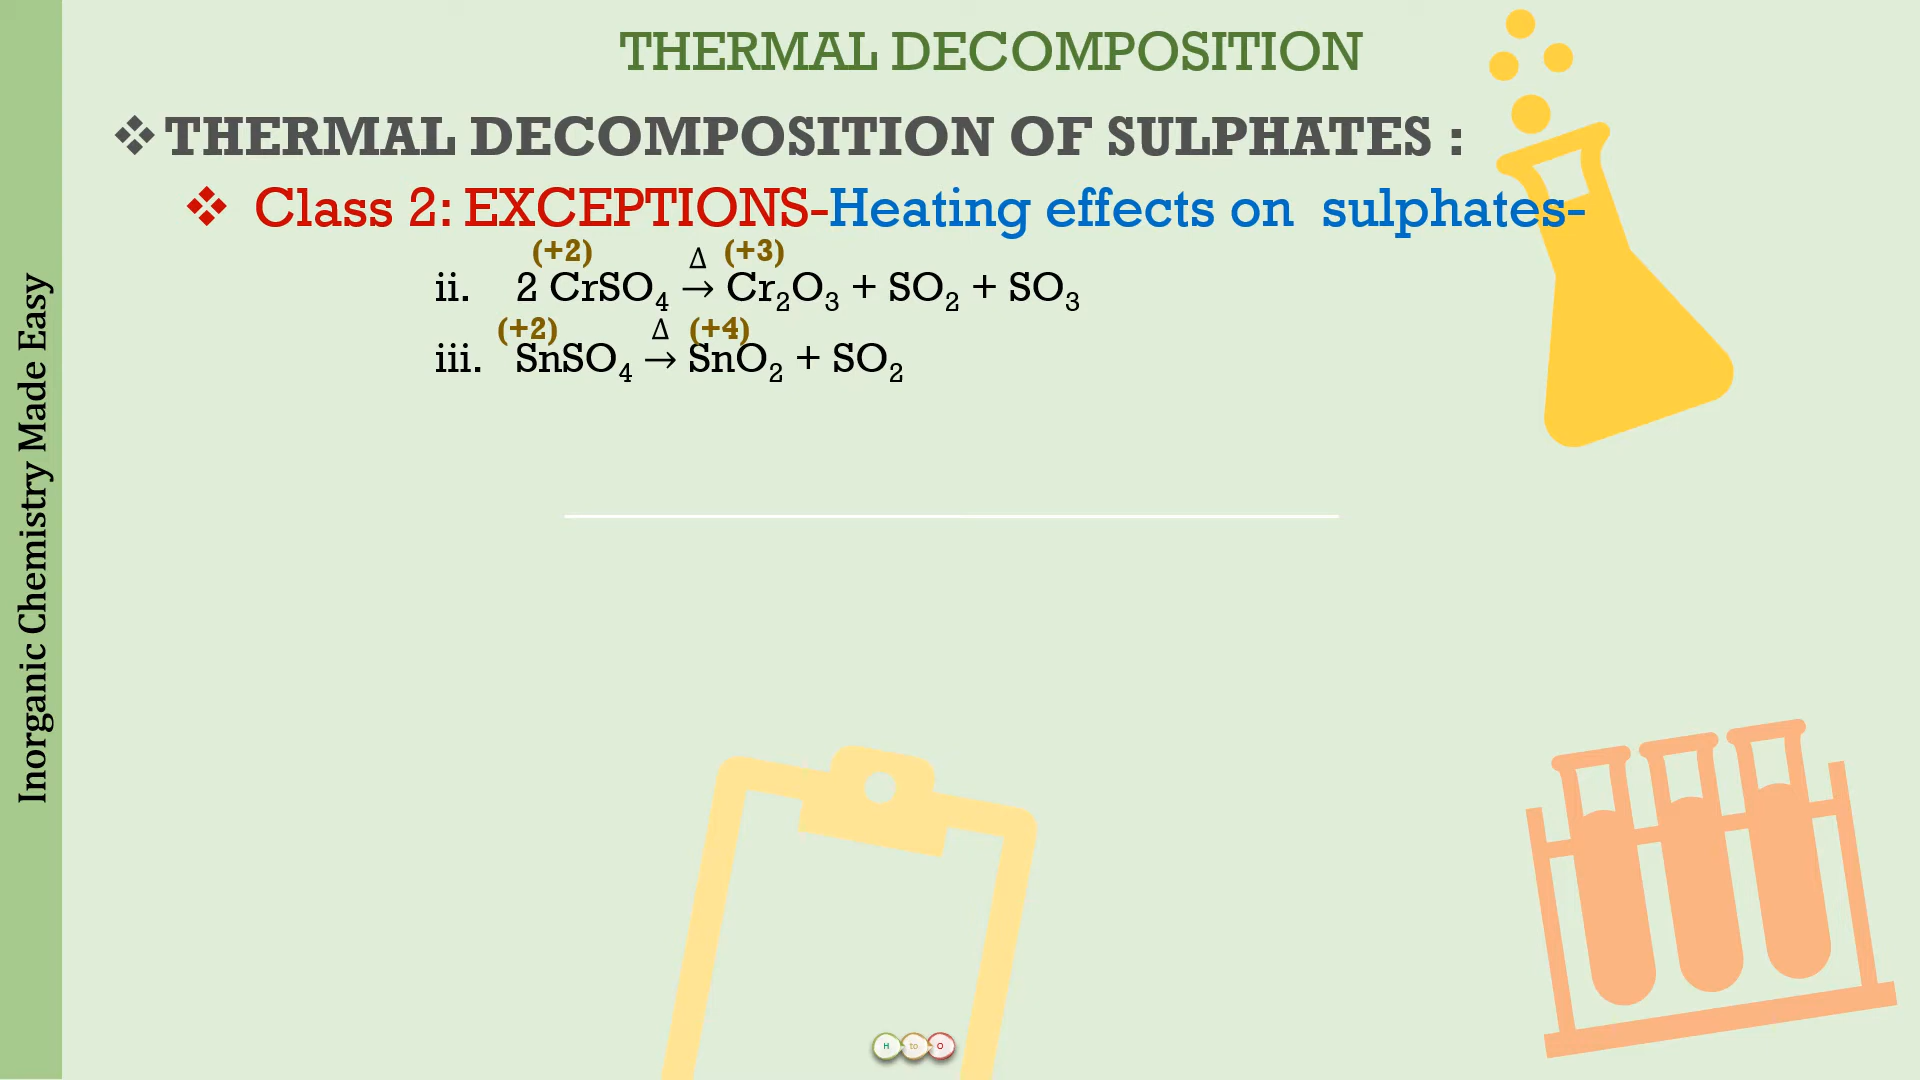 THERMAL DECOMPOSITION
❖THERMAL DECOMPOSITION OF SULPHATES :
❖ Class 2: EXCEPTIONS-Heating effects on  sulphates-
(+2) Δ (+3)
ii. 2 CrSO₄ → Cr₂O₃ + SO₂ + SO₃
(+2) Δ (+4)
iii. SnSO₄ → SnO₂ + SO₂
Inorganic Chemistry Made Easy
H to O